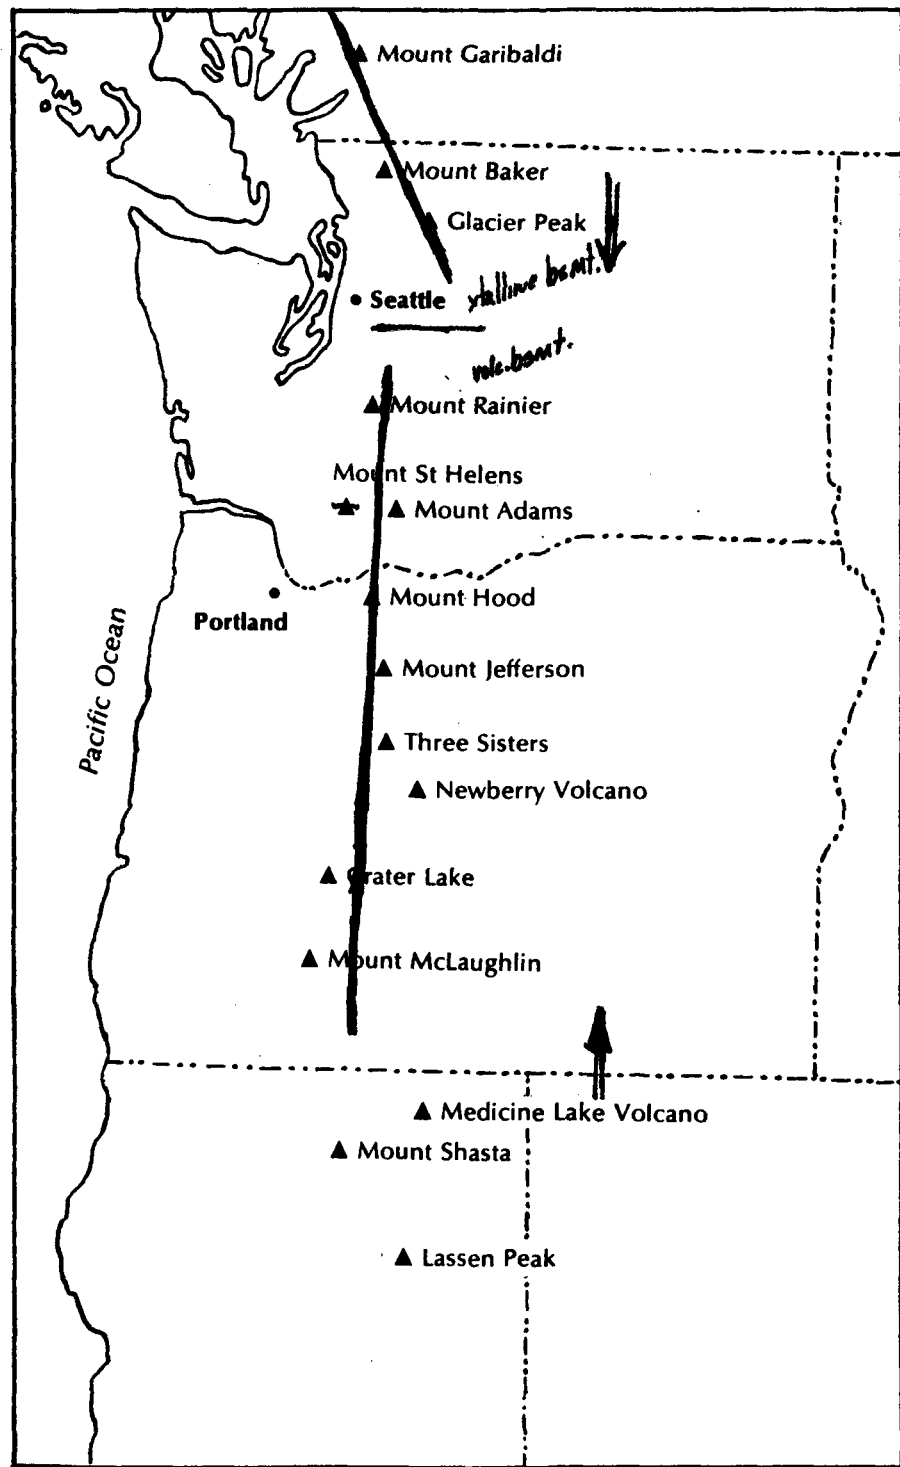 Mount Garibaldi
Mount Baker
Glacier Peak
xtalline bsmt.
Seattle
volc. bsmt.
Mount Rainier
Mount St Helens
Mount Adams
Mount Hood
Portland
Pacific Ocean
Mount Jefferson
Three Sisters
Newberry Volcano
Crater Lake
Mount McLaughlin
Medicine Lake Volcano
Mount Shasta
Lassen Peak